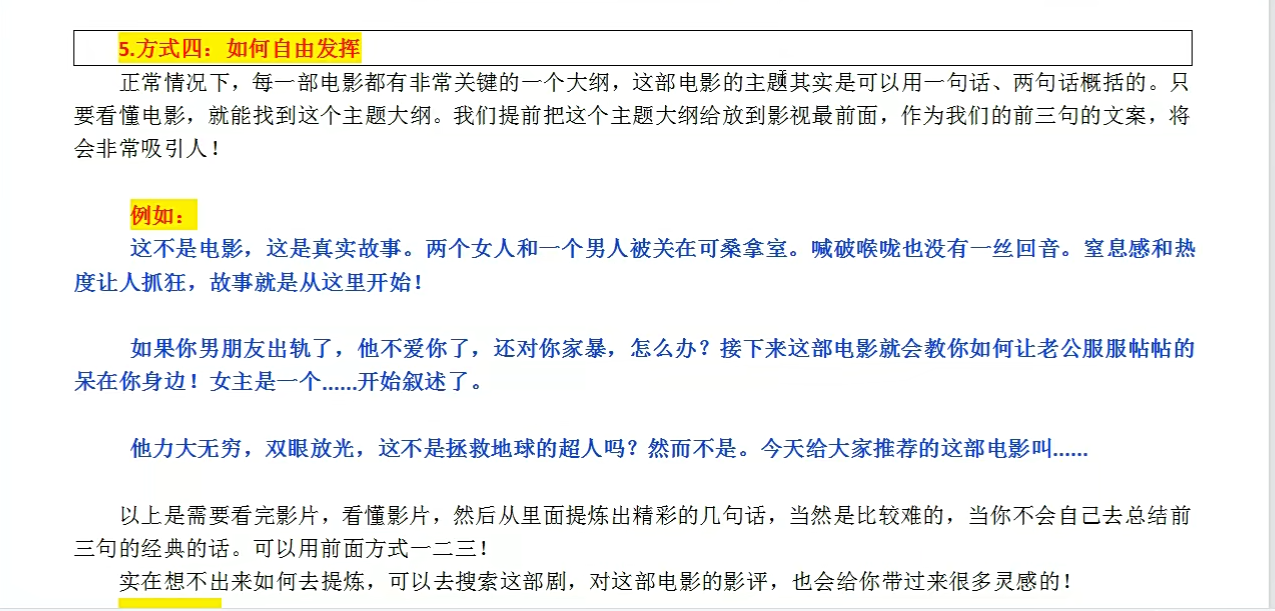 5.方式四：如何自由发挥
正常情况下，每一部电影都有非常关键的一个大纲，这部电影的主题其实是可以用一句话、两句话概括的。只
要看懂电影，就能找到这个主题大纲。我们提前把这个主题大纲给放到影视最前面，作为我们的前三句的文案，将
会非常吸引人！
例如：
这不是电影，这是真实故事。两个女人和一个男人被关在可桑拿室。喊破喉咙也没有一丝回音。窒息感和热
度让人抓狂，故事就是从这里开始！
如果你男朋友出轨了，他不爱你了，还对你家暴，怎么办？接下来这部电影就会教你如何让老公服服帖帖的
呆在你身边！女主是一个......开始叙述了。
他力大无穷，双眼放光，这不是拯救地球的超人吗？然而不是。今天给大家推荐的这部电影叫......
以上是需要看完影片，看懂影片，然后从里面提炼出精彩的几句话，当然是比较难的，当你不会自己去总结前
三句的经典的话。可以用前面方式一二三！
实在想不出来如何去提炼，可以去搜索这部剧，对这部电影的影评，也会给你带过来很多灵感的！